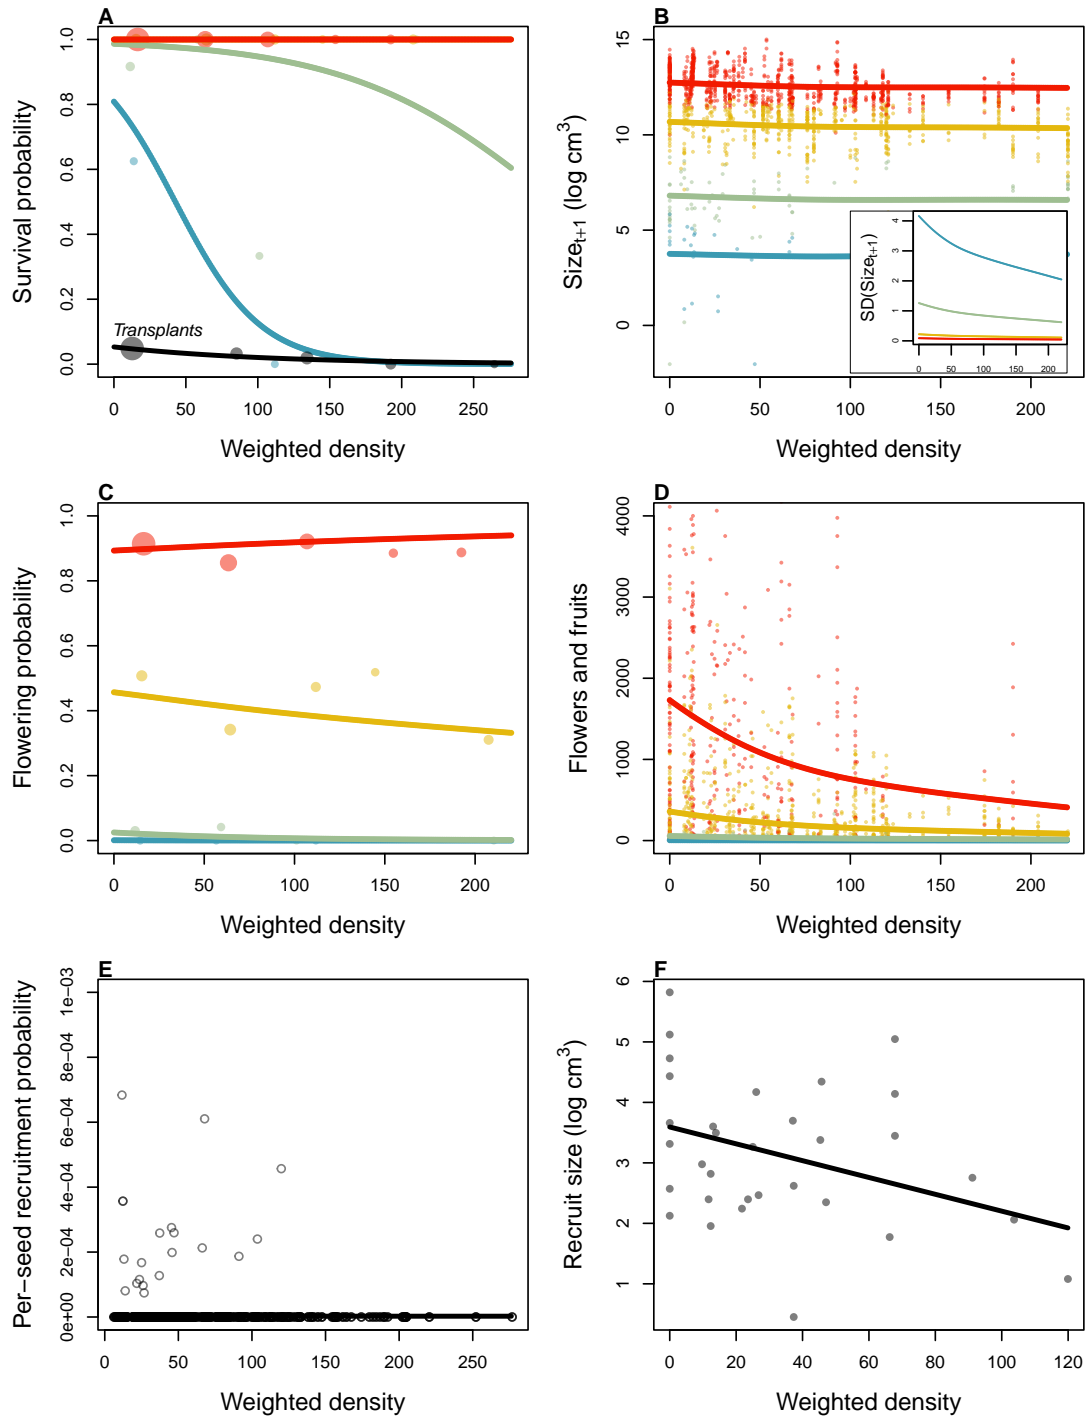 A
Survival probability
0.0 0.2 0.4 0.6 0.8 1.0
Transplants
0 50 100 150 200 250
Weighted density
B
Size_{t+1} (log cm^3)
0 5 10 15
0 50 100 150 200
Weighted density
SD(Size_{t+1})
0 1 2 3 4
0 50 100 150 200
C
Flowering probability
0.0 0.2 0.4 0.6 0.8 1.0
0 50 100 150 200
Weighted density
D
Flowers and fruits
0 1000 2000 3000 4000
0 50 100 150 200
Weighted density
E
Per−seed recruitment probability
0e+00 2e−04 4e−04 6e−04 8e−04 1e−03
0 50 100 150 200 250
Weighted density
F
Recruit size (log cm^3)
1 2 3 4 5 6
0 20 40 60 80 100 120
Weighted density